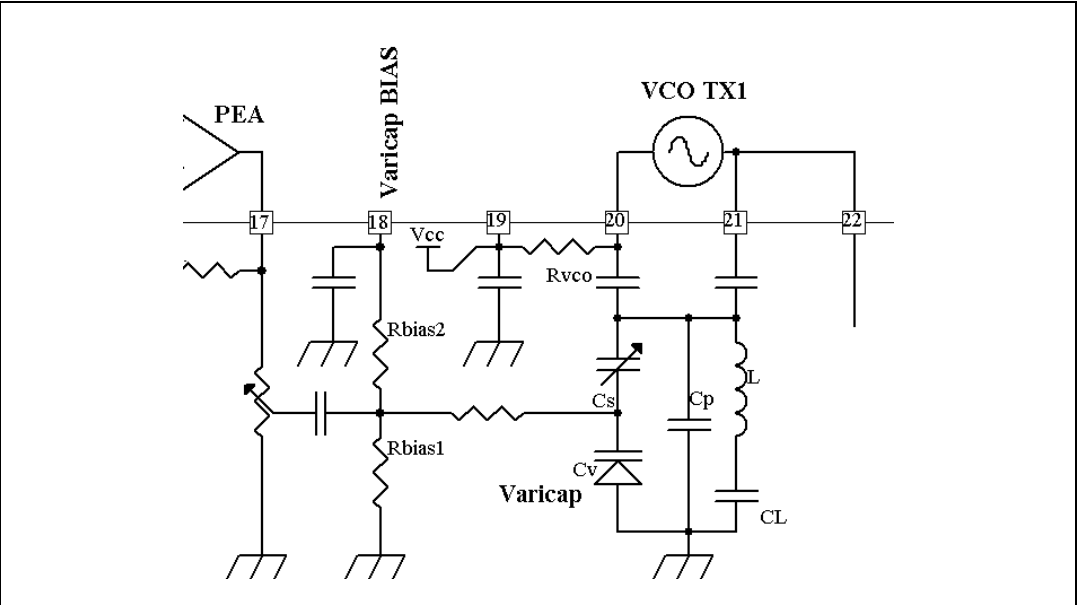 PEA
Varicap BIAS
VCO TX1
17
18
19
20
21
22
Vcc
Rvco
Rbias2
Cs
Cp
L
Rbias1
Cv
Varicap
CL